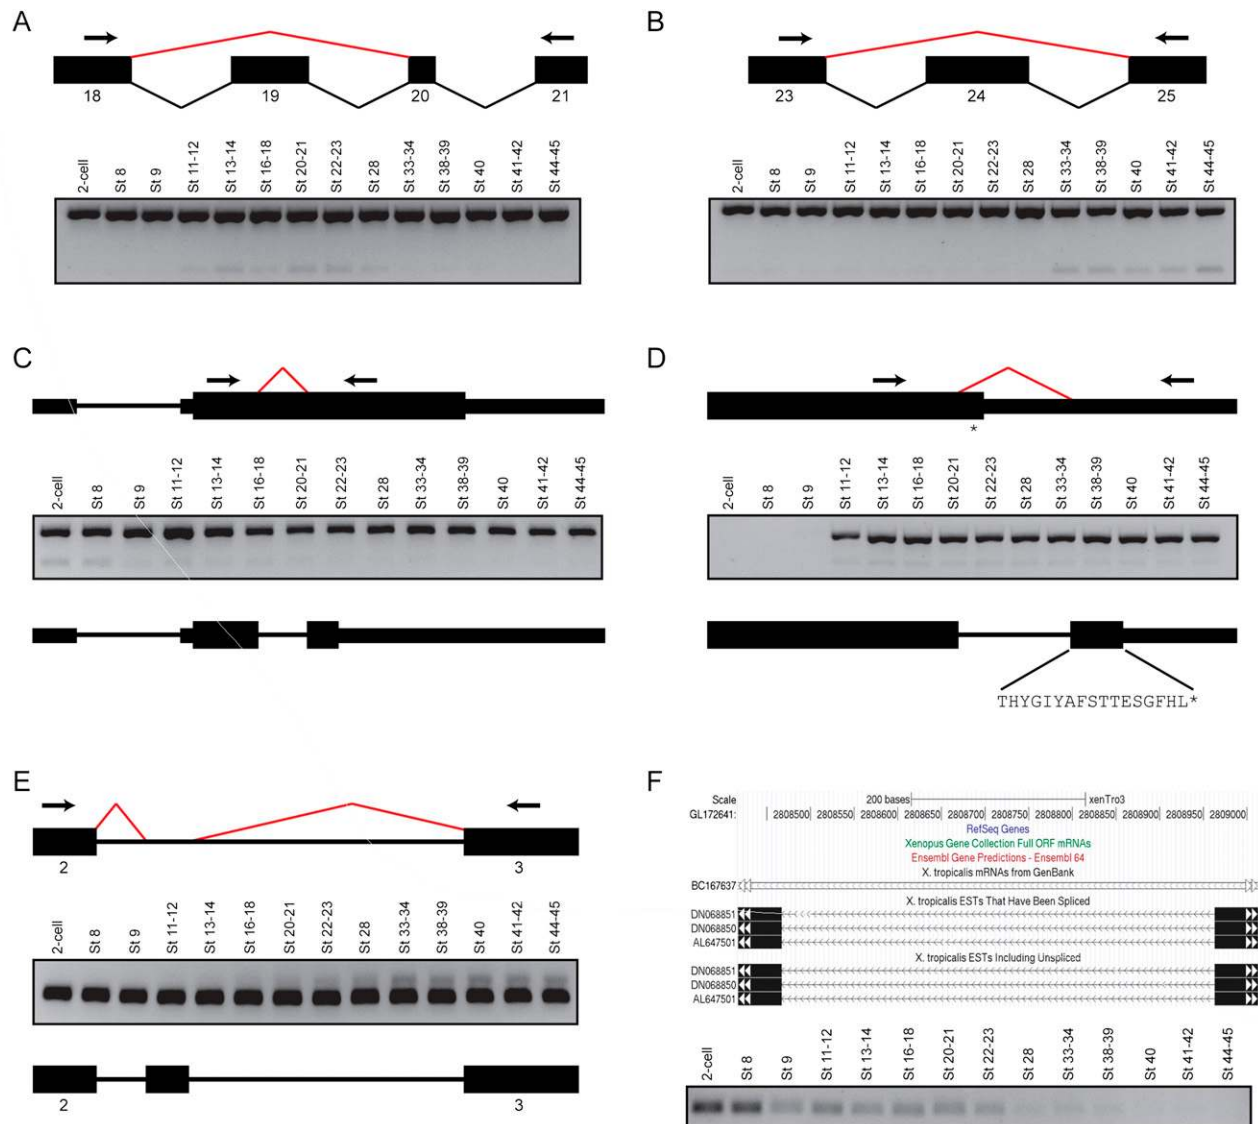 A
18 19 20 21
2-cell St 8 St 9 St 11-12 St 13-14 St 16-18 St 20-21 St 22-23 St 28 St 33-34 St 38-39 St 40 St 41-42 St 44-45
B
23 24 25
2-cell St 8 St 9 St 11-12 St 13-14 St 16-18 St 20-21 St 22-23 St 28 St 33-34 St 38-39 St 40 St 41-42 St 44-45
C
2-cell St 8 St 9 St 11-12 St 13-14 St 16-18 St 20-21 St 22-23 St 28 St 33-34 St 38-39 St 40 St 41-42 St 44-45
D
*
2-cell St 8 St 9 St 11-12 St 13-14 St 16-18 St 20-21 St 22-23 St 28 St 33-34 St 38-39 St 40 St 41-42 St 44-45
THYGIYAFSTTESGFHL*
E
2 3
2-cell St 8 St 9 St 11-12 St 13-14 St 16-18 St 20-21 St 22-23 St 28 St 33-34 St 38-39 St 40 St 41-42 St 44-45
2 3
F
Scale 200 bases xenTro3
GL172641: 2808500 2808550 2808600 2808650 2808700 2808750 2808800 2808850 2808900 2808950 2809000
RefSeq Genes
Xenopus Gene Collection Full ORF mRNAs
Ensembl Gene Predictions - Ensembl 64
X. tropicalis mRNAs from GenBank
BC167637
X. tropicalis ESTs That Have Been Spliced
DN068851
DN068850
AL647501
X. tropicalis ESTs Including Unspliced
DN068851
DN068850
AL647501
2-cell St 8 St 9 St 11-12 St 13-14 St 16-18 St 20-21 St 22-23 St 28 St 33-34 St 38-39 St 40 St 41-42 St 44-45